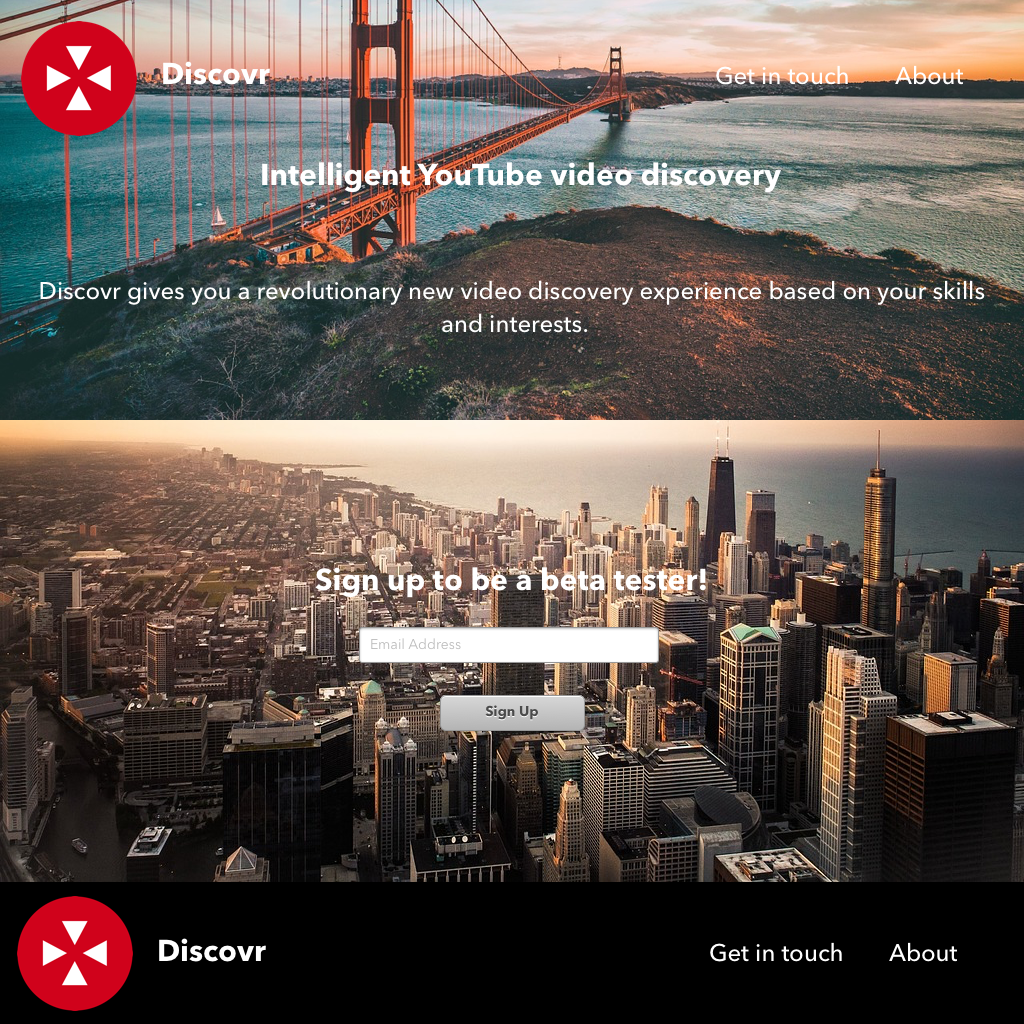 Discovr
Get in touch
About
Intelligent YouTube video discovery
Discovr gives you a revolutionary new video discovery experience based on your skills
and interests.
Sign up to be a beta tester!
Email Address
Sign Up
Discovr
Get in touch
About